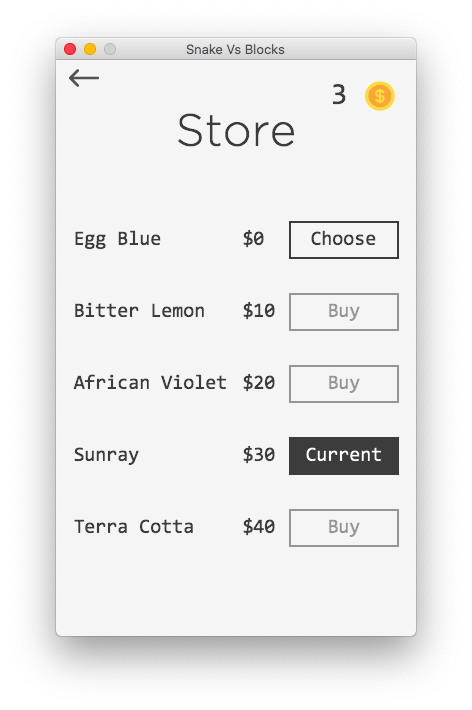 Snake Vs Blocks
3 $
Store
Egg Blue $0 Choose
Bitter Lemon $10 Buy
African Violet $20 Buy
Sunray $30 Current
Terra Cotta $40 Buy